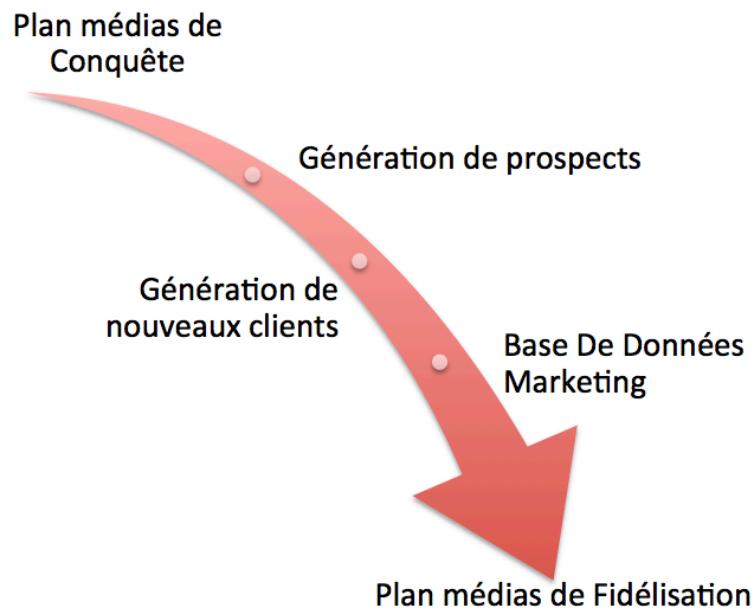 Plan médias de
Conquête
Génération de prospects
Génération de
nouveaux clients
Base De Données
Marketing
Plan médias de Fidélisation